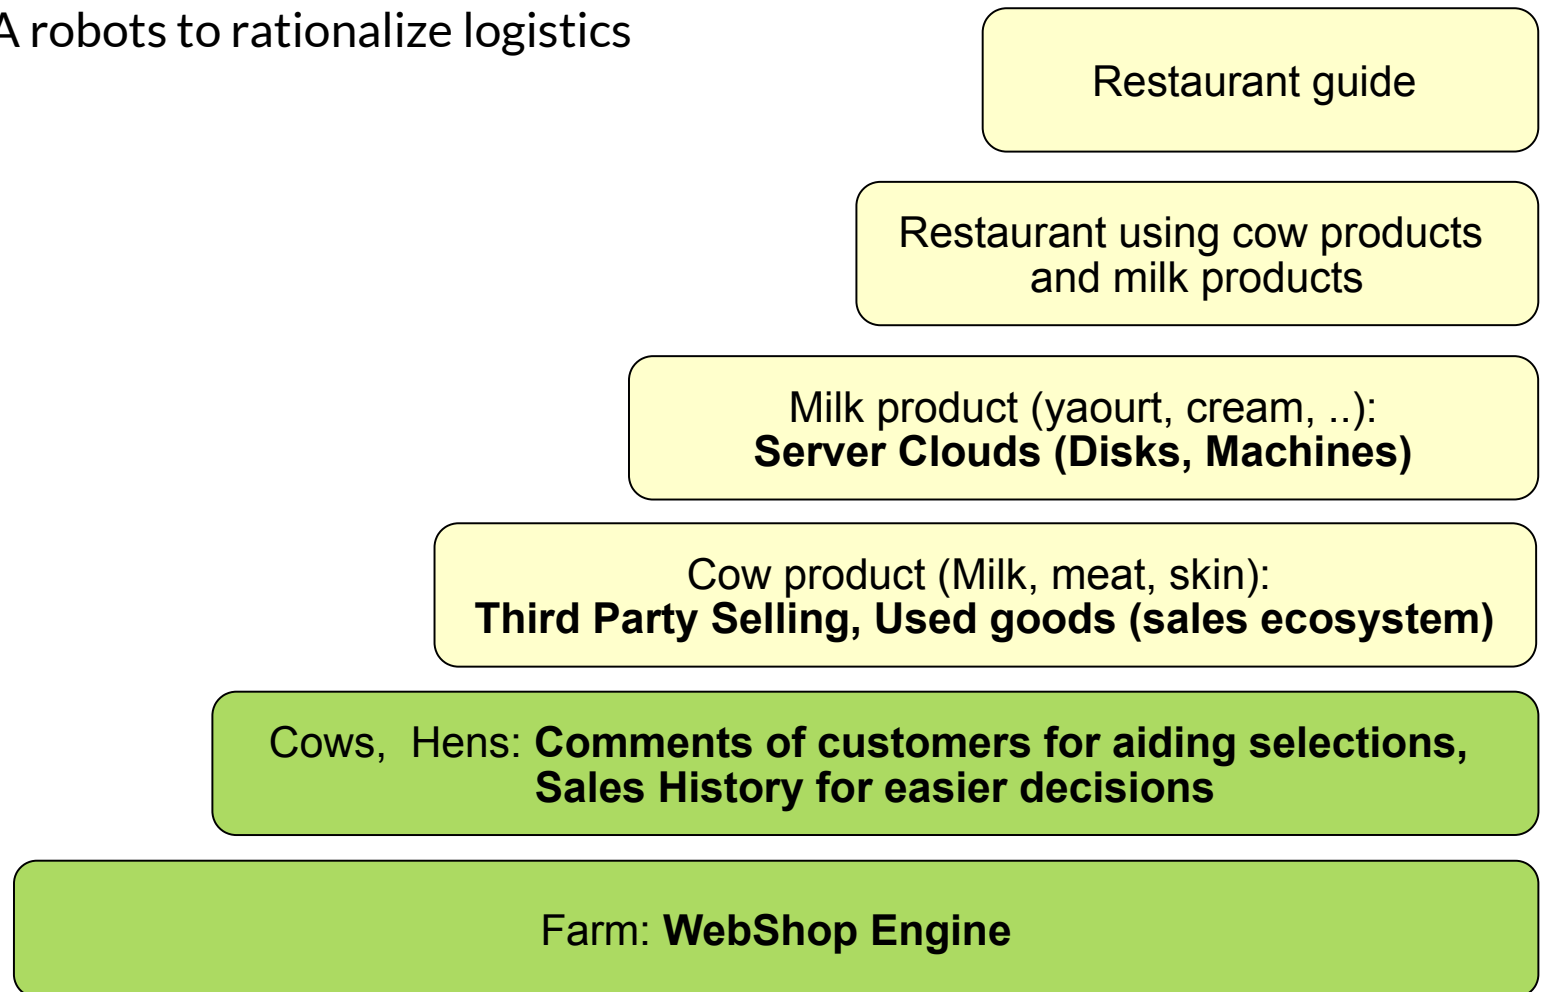 A robots to rationalize logistics
Restaurant guide
Restaurant using cow products
and milk products
Milk product (yaourt, cream, ..):
Server Clouds (Disks, Machines)
Cow product (Milk, meat, skin):
Third Party Selling, Used goods (sales ecosystem)
Cows,  Hens: Comments of customers for aiding selections,
Sales History for easier decisions
Farm: WebShop Engine